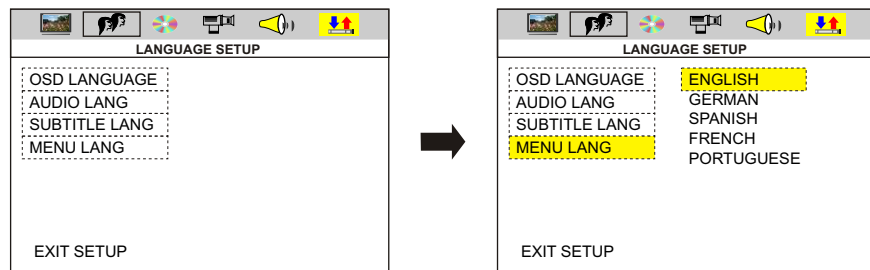 LANGUAGE SETUP
OSD LANGUAGE
AUDIO LANG
SUBTITLE LANG
MENU LANG
EXIT SETUP
LANGUAGE SETUP
OSD LANGUAGE
AUDIO LANG
SUBTITLE LANG
MENU LANG
ENGLISH
GERMAN
SPANISH
FRENCH
PORTUGUESE
EXIT SETUP